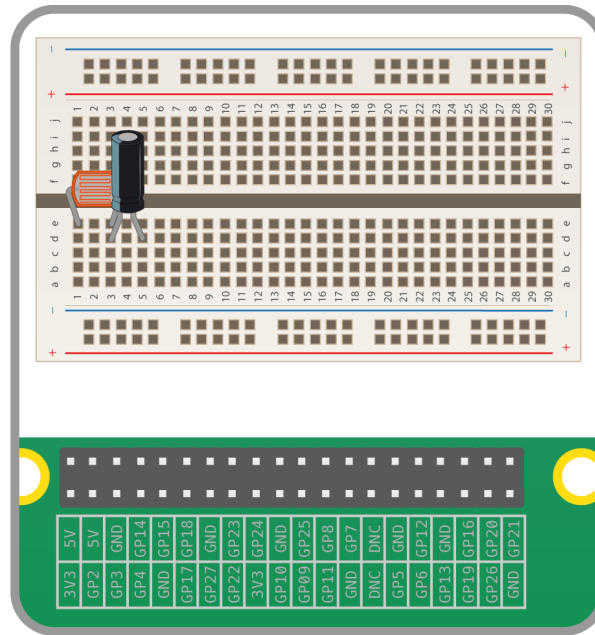 − −
+ +
1 2 3 4 5 6 7 8 9 10 11 12 13 14 15 16 17 18 19 20 21 22 23 24 25 26 27 28 29 30
j j
i i
h h
g g
f f
e e
d d
c c
b b
a a
1 2 3 4 5 6 7 8 9 10 11 12 13 14 15 16 17 18 19 20 21 22 23 24 25 26 27 28 29 30
− −
+ +
5V 5V GND GP14 GP15 GP18 GND GP23 GP24 GND GP25 GP8 GP7 DNC GND GP12 GND GP16 GP20 GP21
3V3 GP2 GP3 GP4 GND GP17 GP27 GP22 3V3 GP10 GP09 GP11 GND DNC GP5 GP6 GP13 GP19 GP26 GND